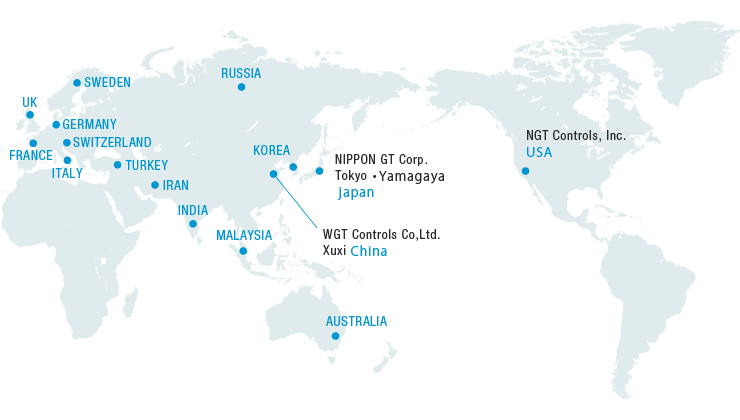 RUSSIA
SWEDEN
UK
GERMANY
NGT Controls, Inc.
USA
SWITZERLAND
FRANCE
KOREA
NIPPON GT Corp.
Tokyo・Yamagaya
Japan
ITALY
TURKEY
IRAN
INDIA
MALAYSIA
WGT Controls Co,Ltd.
Xuxi China
AUSTRALIA